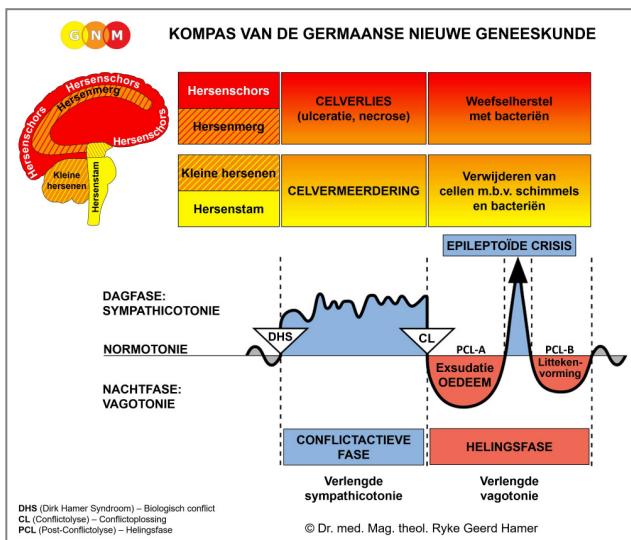 G N M
KOMPAS VAN DE GERMAANSE NIEUWE GENEESKUNDE
Hersenschors
Hersenmerg
Hersenschors
Hersenschors
Kleine
hersenen
Hersenstam
Hersenschors
Hersenmerg
CELVERLIES
(ulceratie, necrose)
Weefselherstel
met bacteriën
Kleine hersenen
Hersenstam
CELVERMEERDERING
Verwijderen van
cellen m.b.v. schimmels
en bacteriën
EPILEPTOÏDE CRISIS
DAGFASE:
SYMPATHICOTONIE
DHS
CL
NORMOTONIE
PCL-A
PCL-B
Exsudatie
OEDEEM
Litteken-
vorming
NACHTFASE:
VAGOTONIE
CONFLICTACTIEVE
FASE
HELINGSFASE
Verlengde
sympathicotonie
Verlengde
vagotonie
DHS (Dirk Hamer Syndroom) – Biologisch conflict
CL (Conflictolyse) – Conflictoplossing
PCL (Post-Conflictolyse) – Helingsfase
© Dr. med. Mag. theol. Ryke Geerd Hamer